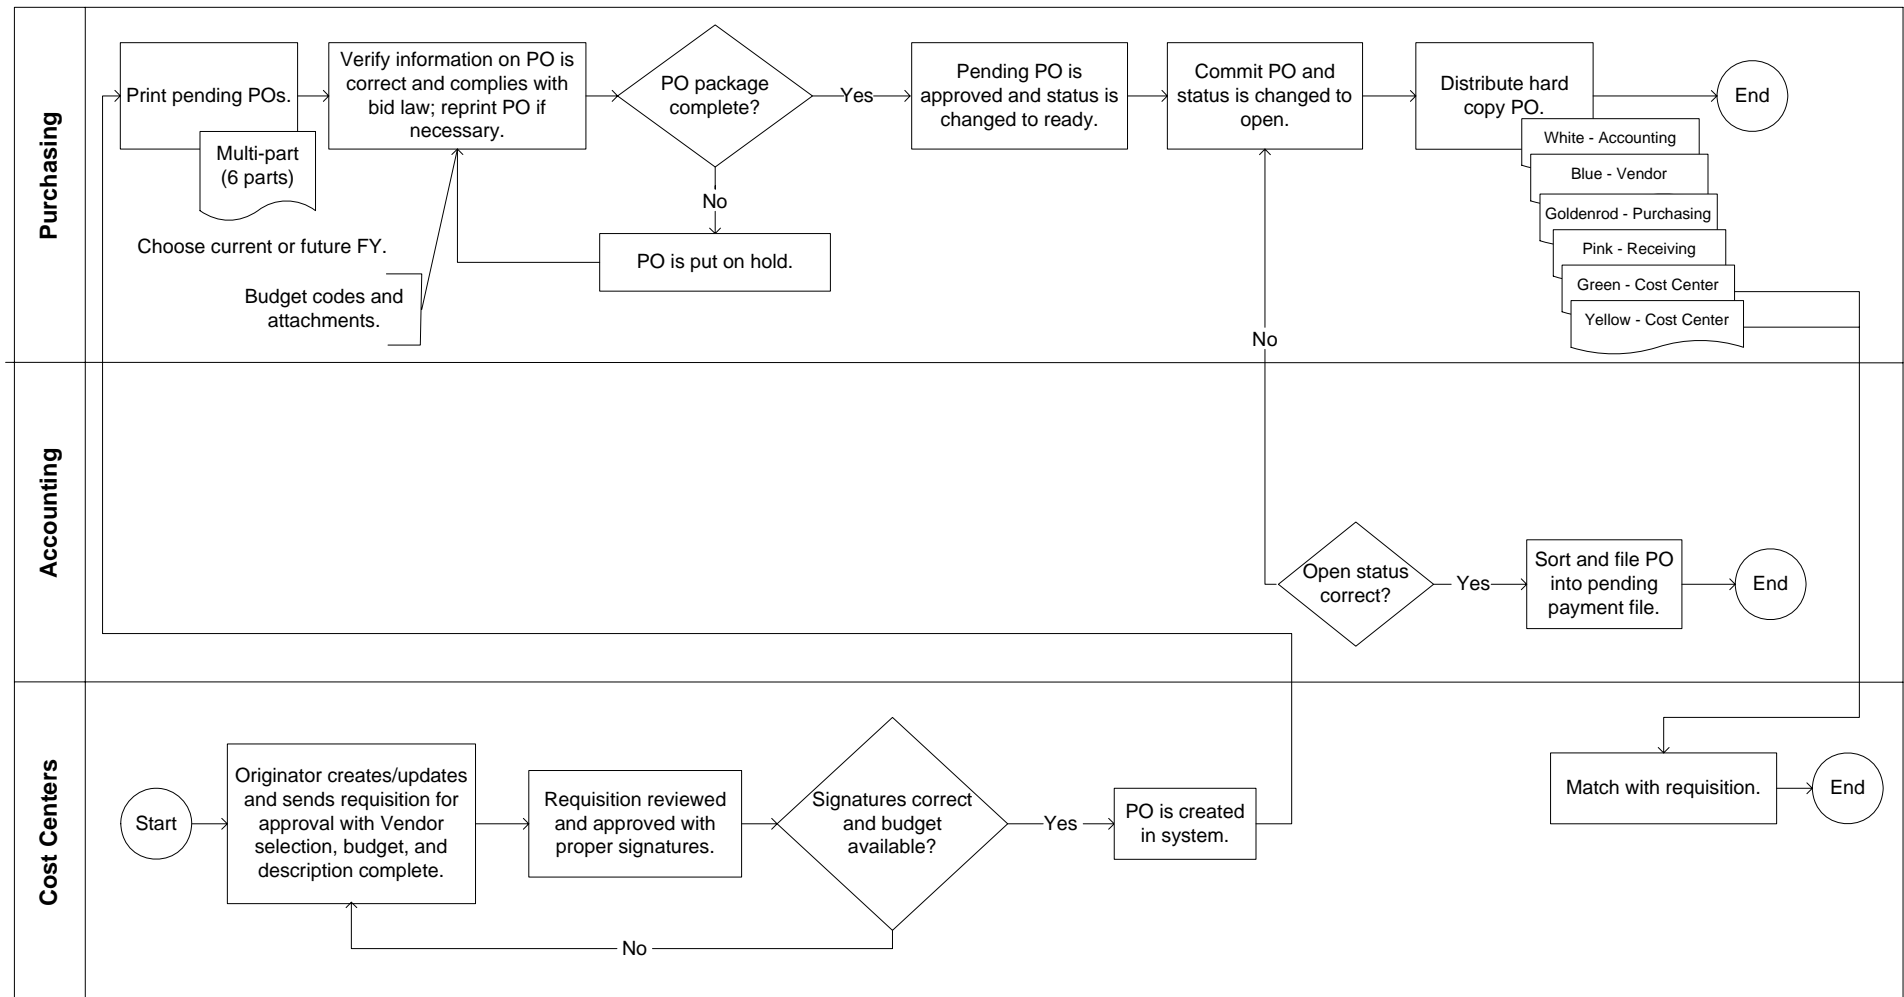 Purchasing
Print pending POs.
Multi-part
(6 parts)
Choose current or future FY.
Budget codes and
attachments.
Verify information on PO is
correct and complies with
bid law; reprint PO if
necessary.
PO package
complete?
Yes
No
PO is put on hold.
Pending PO is
approved and status is
changed to ready.
Commit PO and
status is changed to
open.
Distribute hard
copy PO.
End
White - Accounting
Blue - Vendor
Goldenrod - Purchasing
Pink - Receiving
Green - Cost Center
Yellow - Cost Center
No
Accounting
Open status
correct?
Yes
Sort and file PO
into pending
payment file.
End
Cost Centers
Start
Originator creates/updates
and sends requisition for
approval with Vendor
selection, budget, and
description complete.
Requisition reviewed
and approved with
proper signatures.
Signatures correct
and budget
available?
Yes
No
PO is created
in system.
Match with requisition.
End